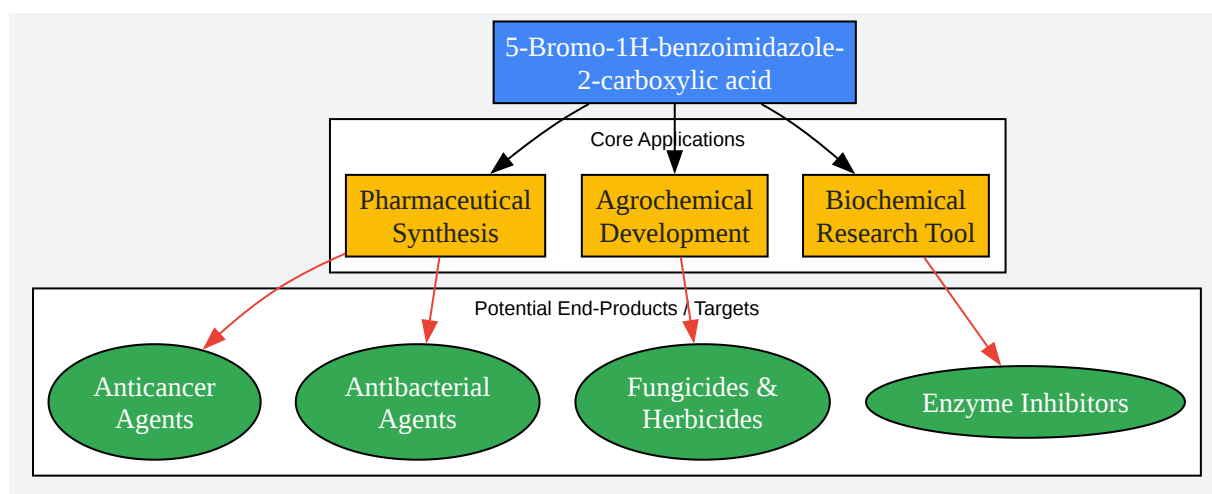 5-Bromo-1H-benzoimidazole-
2-carboxylic acid
Core Applications
Pharmaceutical
Synthesis
Agrochemical
Development
Biochemical
Research Tool
Potential End-Products / Targets
Anticancer
Agents
Antibacterial
Agents
Fungicides &
Herbicides
Enzyme Inhibitors